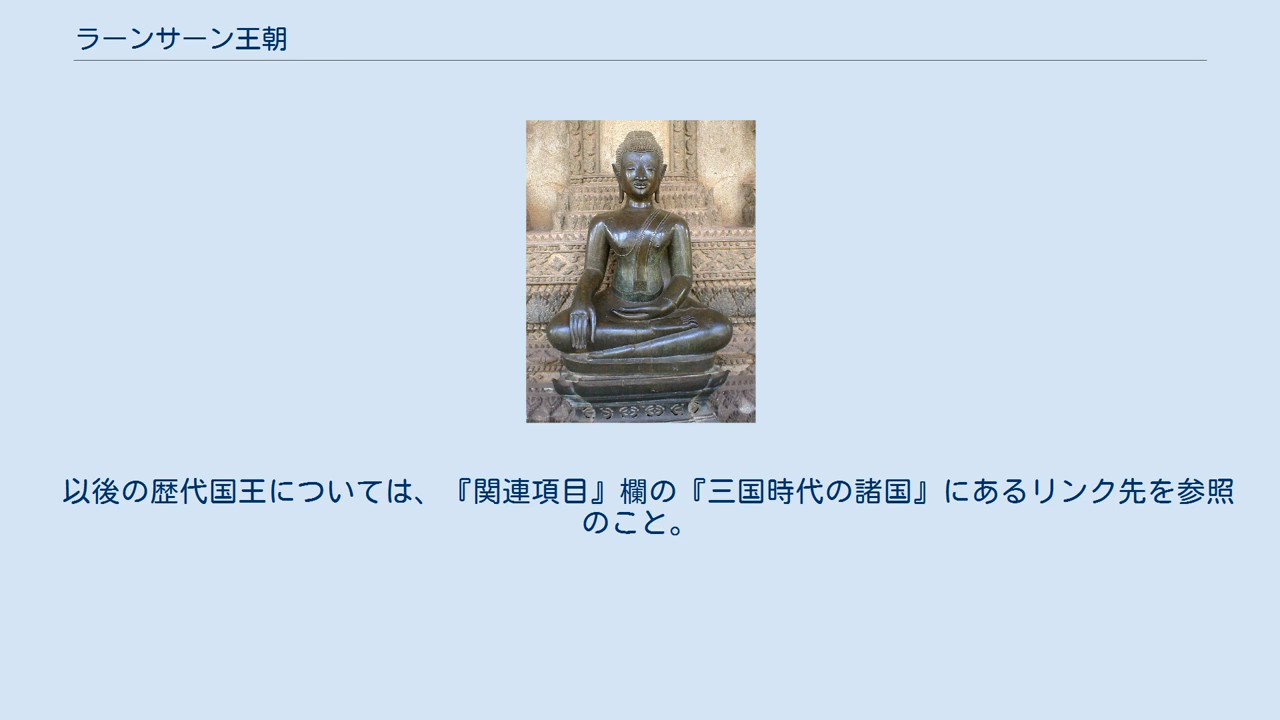 ラーンサーン王朝
以後の歴代国王については、『関連項目』欄の『三国時代の諸国』にあるリンク先を参照
のこと。